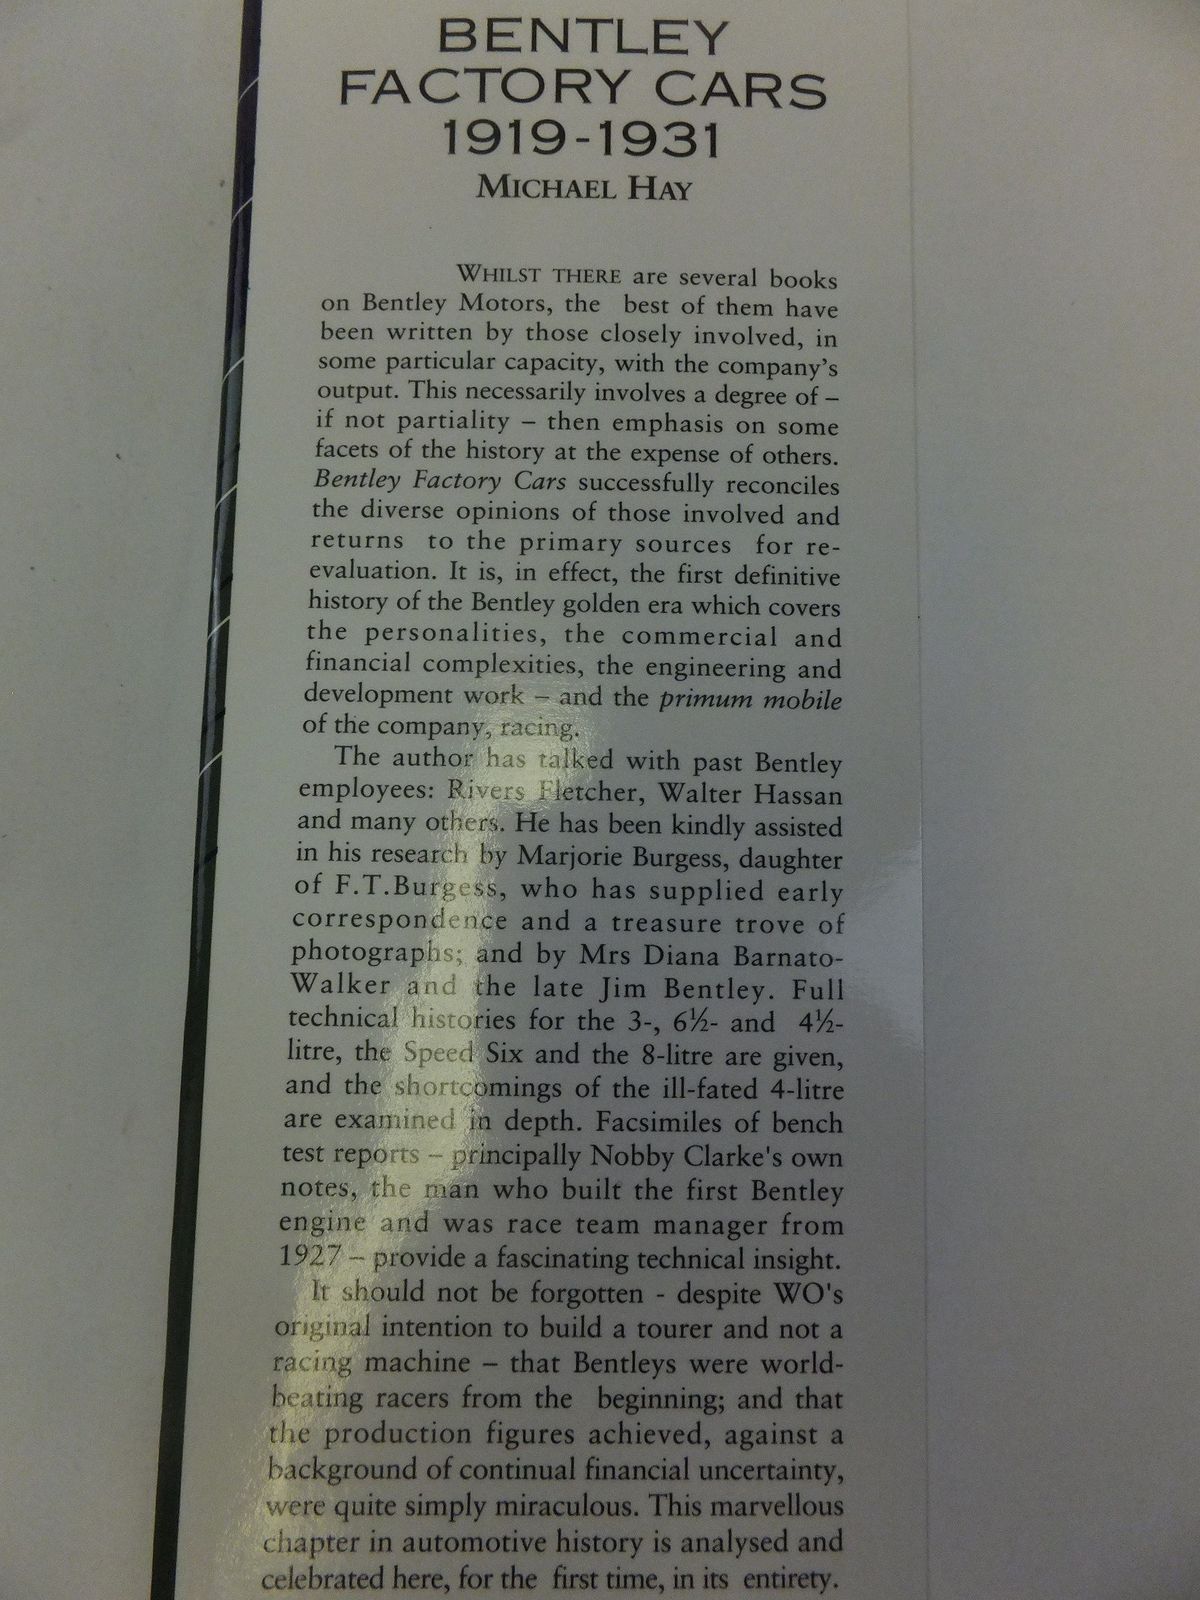 BENTLEY
FACTORY CARS
1919-1931
MICHAEL HAY
WHILST THERE are several books
on Bentley Motors, the best of them have
been written by those closely involved, in
some particular capacity, with the company's
output. This necessarily involves a degree of –
if not partiality – then emphasis on some
facets of the history at the expense of others.
Bentley Factory Cars successfully reconciles
the diverse opinions of those involved and
returns to the primary sources for re-
evaluation. It is, in effect, the first definitive
history of the Bentley golden era which covers
the personalities, the commercial and
financial complexities, the engineering and
development work – and the primum mobile
of the company, racing.
The author has talked with past Bentley
employees: Rivers Fletcher, Walter Hassan
and many others. He has been kindly assisted
in his research by Marjorie Burgess, daughter
of F.T.Burgess, who has supplied early
correspondence and a treasure trove of
photographs; and by Mrs Diana Barnato-
Walker and the late Jim Bentley. Full
technical histories for the 3-, 6½- and 4½-
litre, the Speed Six and the 8-litre are given,
and the shortcomings of the ill-fated 4-litre
are examined in depth. Facsimiles of bench
test reports – principally Nobby Clarke's own
notes, the man who built the first Bentley
engine and was race team manager from
1927 – provide a fascinating technical insight.
It should not be forgotten - despite WO's
original intention to build a tourer and not a
racing machine – that Bentleys were world-
beating racers from the beginning; and that
the production figures achieved, against a
background of continual financial uncertainty,
were quite simply miraculous. This marvellous
chapter in automotive history is analysed and
celebrated here, for the first time, in its entirety.